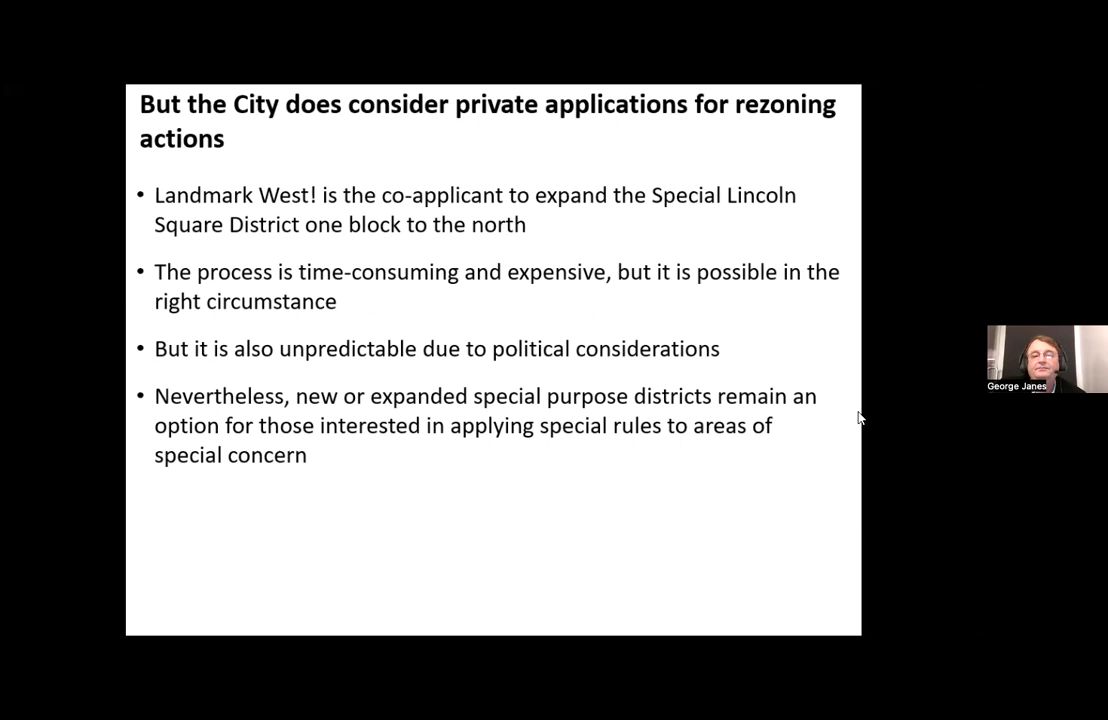 But the City does consider private applications for rezoning
actions
• Landmark West! is the co-applicant to expand the Special Lincoln
Square District one block to the north
• The process is time-consuming and expensive, but it is possible in the
right circumstance
• But it is also unpredictable due to political considerations
• Nevertheless, new or expanded special purpose districts remain an
option for those interested in applying special rules to areas of
special concern
George Janes